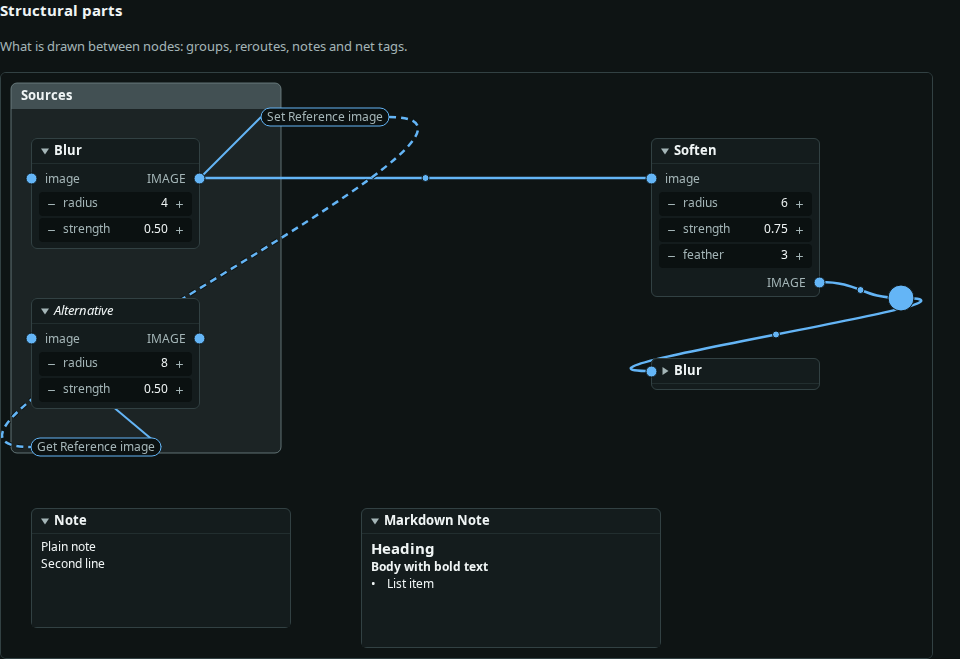 Structural parts
What is drawn between nodes: groups, reroutes, notes and net tags.
Sources
Set Reference image
Blur
image IMAGE
– radius 4 +
– strength 0.50 +
Alternative
image IMAGE
– radius 8 +
– strength 0.50 +
Get Reference image
Soften
image
– radius 6 +
– strength 0.75 +
– feather 3 +
IMAGE
Blur
Note
Plain note
Second line
Markdown Note
Heading
Body with bold text
• List item